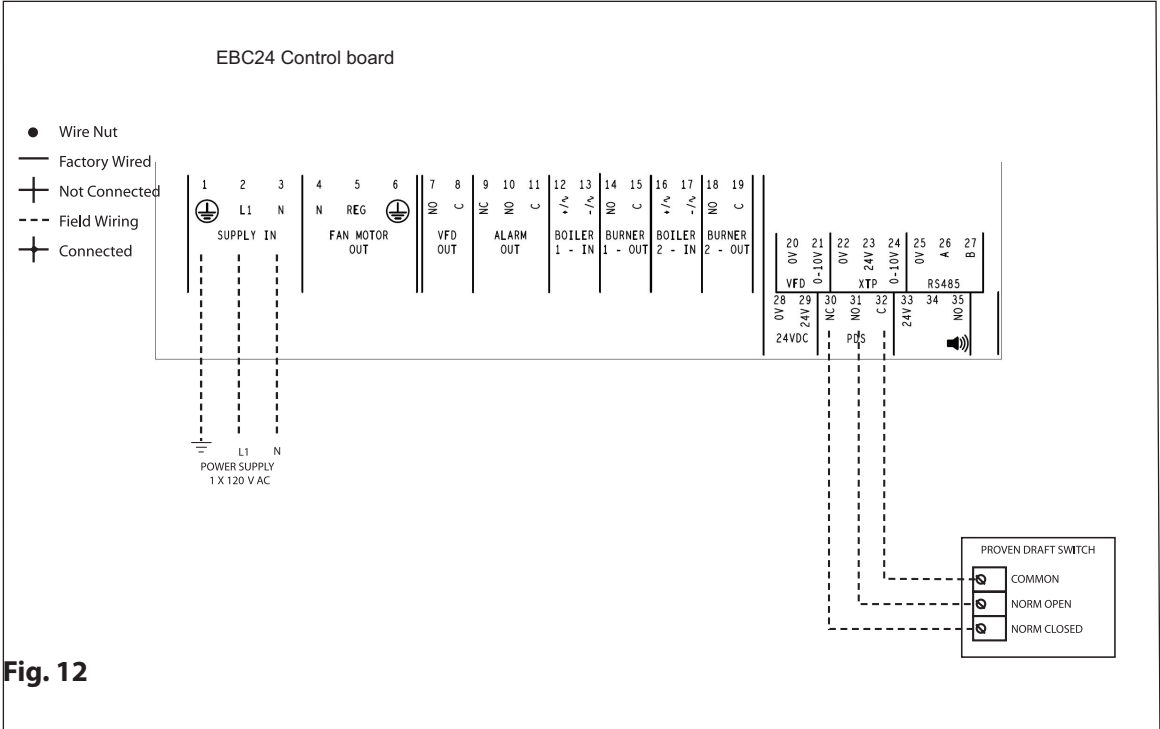 EBC24 Control board
Wire Nut
Factory Wired
Not Connected
Field Wiring
Connected
1 2 3 4 5 6 7 8 9 10 11 12 13 14 15 16 17 18 19
L1 N N REG NO C NC NO C +/∿ -/∿ NO C +/∿ -/∿ NO C
SUPPLY IN
FAN MOTOR
OUT
VFD
OUT
ALARM
OUT
BOILER
1 - IN
BURNER
1 - OUT
BOILER
2 - IN
BURNER
2 - OUT
20 21 22 23 24 25 26 27
0V 0-10V 0V 24V 0-10V 0V A B
VFD XTP RS485
28 29 30 31 32 33 34 35
0V 24V NC NO C 24V NO
24VDC PDS
L1 N
POWER SUPPLY
1 X 120 V AC
PROVEN DRAFT SWITCH
COMMON
NORM OPEN
NORM CLOSED
Fig. 12